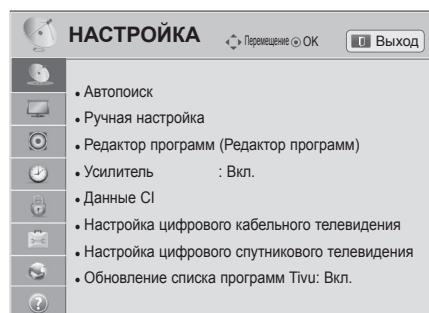 НАСТРОЙКА Перемещение OK Выход
• Автопоиск
• Ручная настройка
• Редактор программ (Редактор программ)
• Усилитель : Вкл.
• Данные CI
• Настройка цифрового кабельного телевидения
• Настройка цифрового спутникового телевидения
• Обновление списка программ Tivu: Вкл.